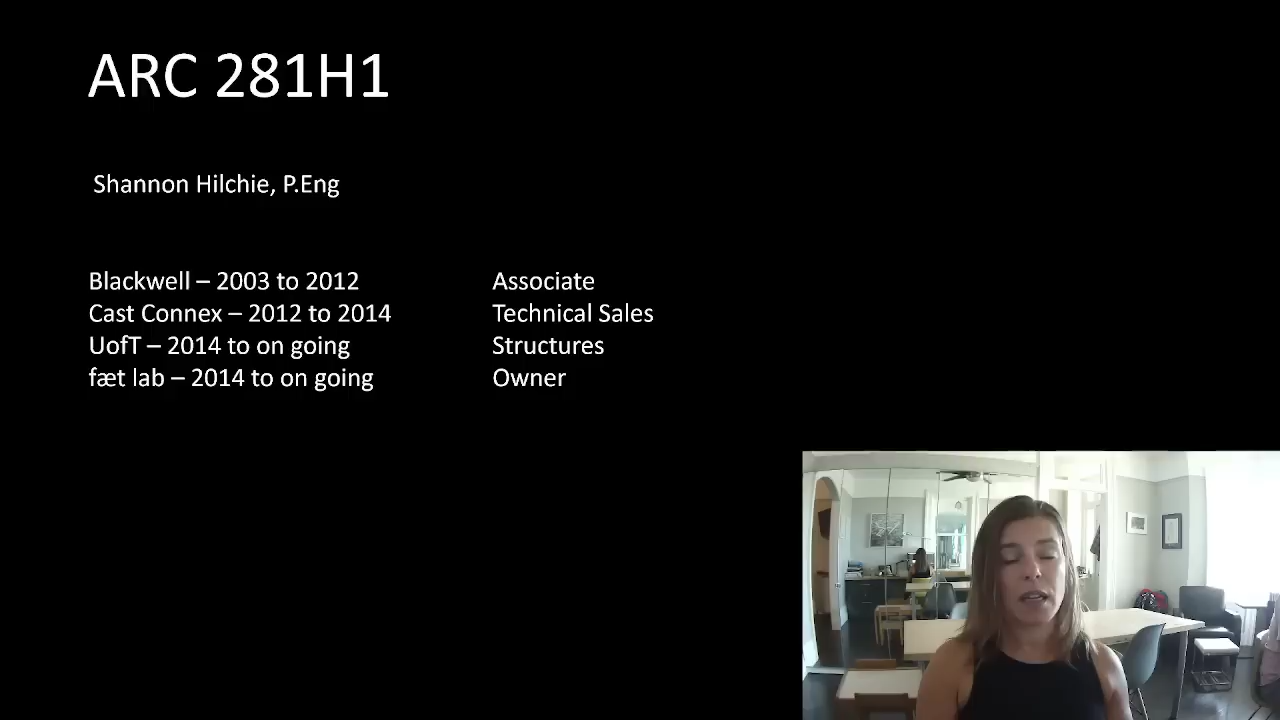 ARC 281H1
Shannon Hilchie, P.Eng
Blackwell – 2003 to 2012 Associate
Cast Connex – 2012 to 2014 Technical Sales
UofT – 2014 to on going Structures
fæt lab – 2014 to on going Owner